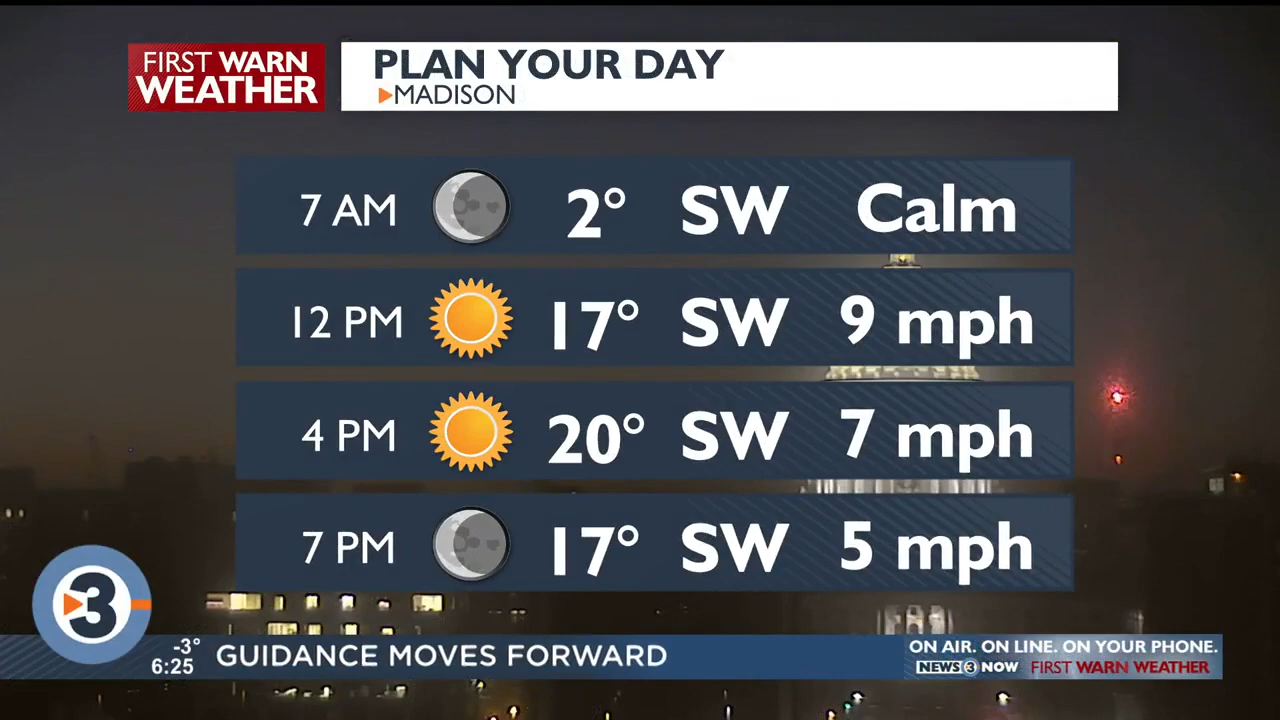 FIRST WARN
WEATHER
PLAN YOUR DAY
MADISON
7 AM 2° SW Calm
12 PM 17° SW 9 mph
4 PM 20° SW 7 mph
7 PM 17° SW 5 mph
3
-3°
6:25
GUIDANCE MOVES FORWARD
ON AIR. ON LINE. ON YOUR PHONE.
NEWS 3 NOW FIRST WARN WEATHER